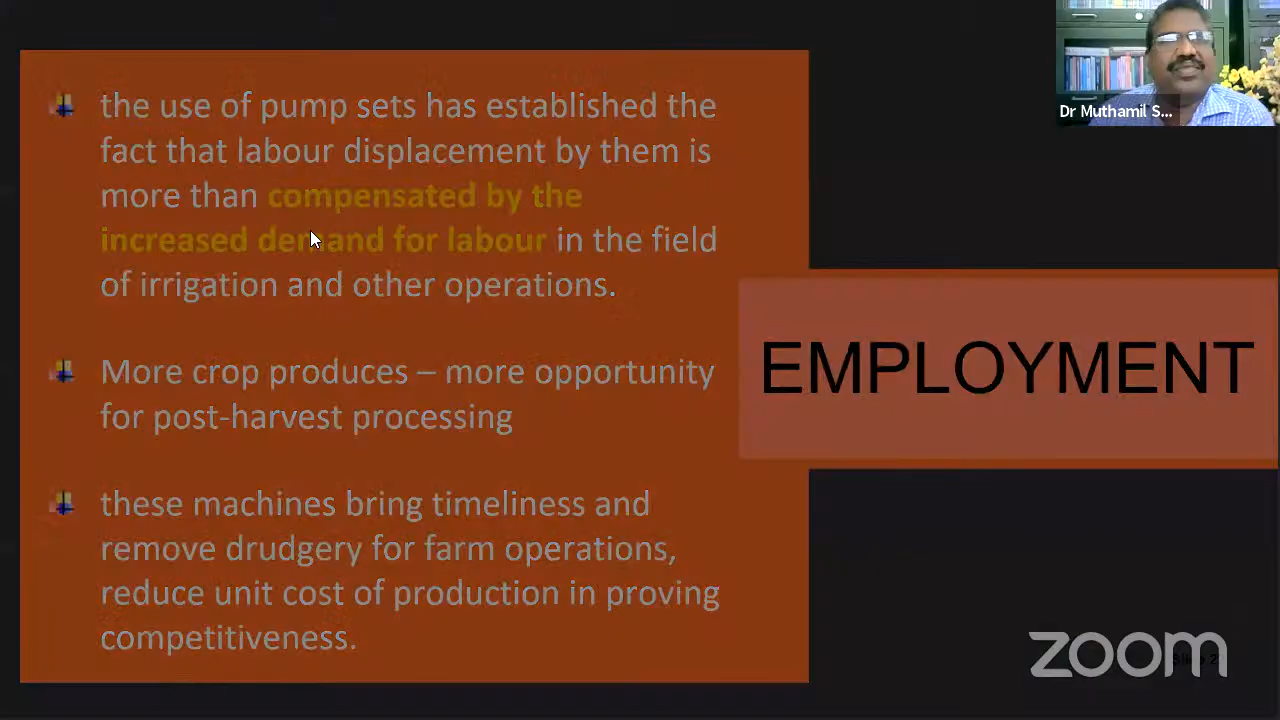 the use of pump sets has established the
fact that labour displacement by them is
more than compensated by the
increased demand for labour in the field
of irrigation and other operations.
More crop produces – more opportunity
for post-harvest processing
these machines bring timeliness and
remove drudgery for farm operations,
reduce unit cost of production in proving
competitiveness.
EMPLOYMENT
Dr Muthamil S...
zoom